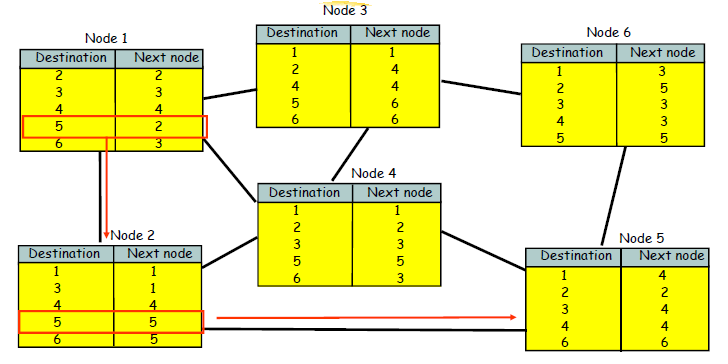 Node 3
Destination Next node
1 1
2 4
4 4
5 6
6 6
Node 1
Destination Next node
2 2
3 3
4 4
5 2
6 3
Node 6
Destination Next node
1 3
2 5
3 3
4 3
5 5
Node 4
Destination Next node
1 1
2 2
3 3
5 5
6 3
Node 2
Destination Next node
1 1
3 1
4 4
5 5
6 5
Node 5
Destination Next node
1 4
2 2
3 4
4 4
6 6